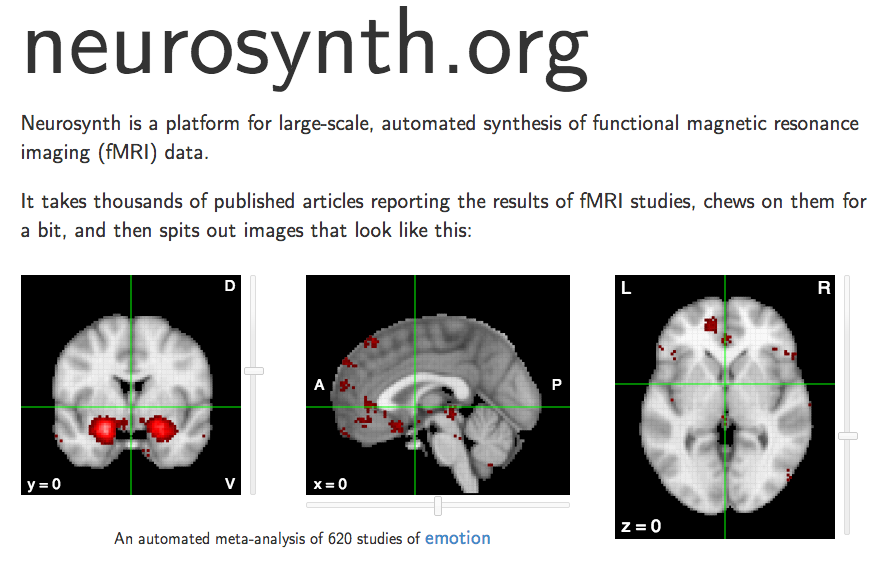 neurosynth.org
Neurosynth is a platform for large-scale, automated synthesis of functional magnetic resonance
imaging (fMRI) data.
It takes thousands of published articles reporting the results of fMRI studies, chews on them for
a bit, and then spits out images that look like this:
D
y = 0
V
A
P
x = 0
L
R
z = 0
An automated meta-analysis of 620 studies of emotion